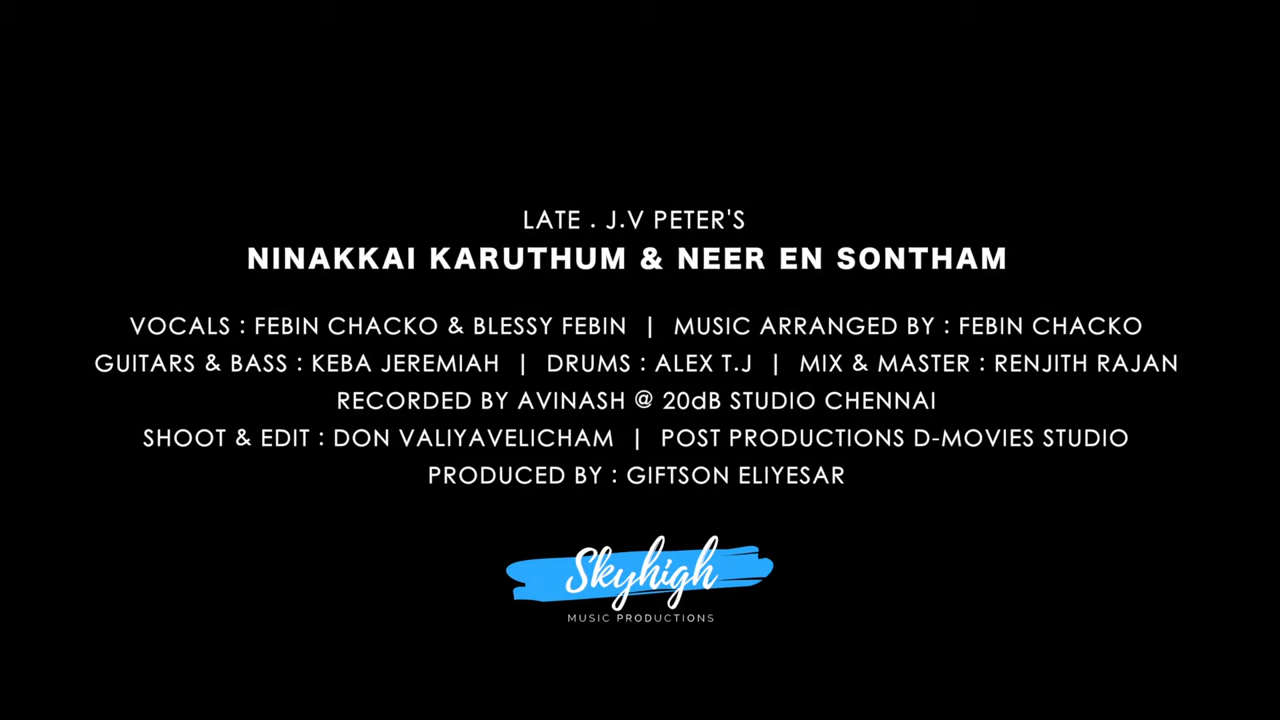 LATE . J.V PETER'S
NINAKKAI KARUTHUM & NEER EN SONTHAM
VOCALS : FEBIN CHACKO & BLESSY FEBIN | MUSIC ARRANGED BY : FEBIN CHACKO
GUITARS & BASS : KEBA JEREMIAH | DRUMS : ALEX T.J | MIX & MASTER : RENJITH RAJAN
RECORDED BY AVINASH @ 20dB STUDIO CHENNAI
SHOOT & EDIT : DON VALIYAVELICHAM | POST PRODUCTIONS D-MOVIES STUDIO
PRODUCED BY : GIFTSON ELIYESAR
Skyhigh
MUSIC PRODUCTIONS